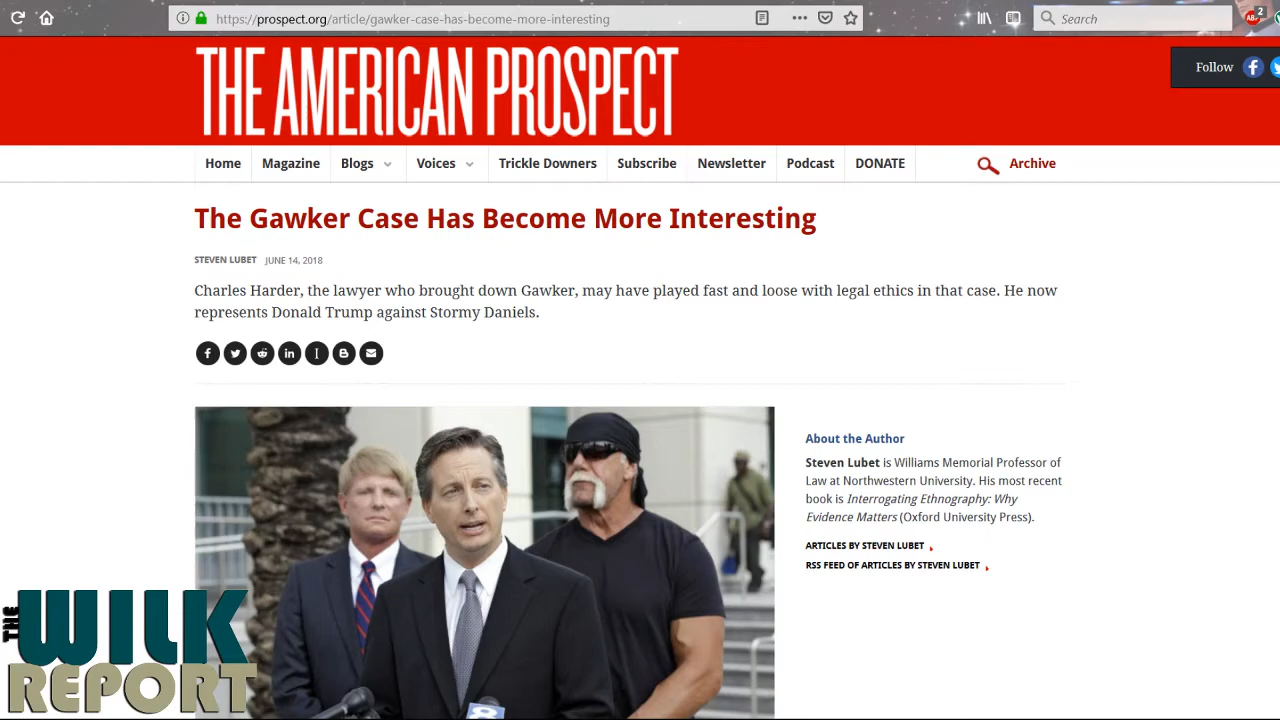 https://prospect.org/article/gawker-case-has-become-more-interesting
Search
ABP
2
THE AMERICAN PROSPECT
Follow
Home
Magazine
Blogs
Voices
Trickle Downers
Subscribe
Newsletter
Podcast
DONATE
Archive
The Gawker Case Has Become More Interesting
STEVEN LUBET JUNE 14, 2018
Charles Harder, the lawyer who brought down Gawker, may have played fast and loose with legal ethics in that case. He now
represents Donald Trump against Stormy Daniels.
About the Author
Steven Lubet is Williams Memorial Professor of
Law at Northwestern University. His most recent
book is Interrogating Ethnography: Why
Evidence Matters (Oxford University Press).
ARTICLES BY STEVEN LUBET
RSS FEED OF ARTICLES BY STEVEN LUBET
THE WILK
REPORT
8